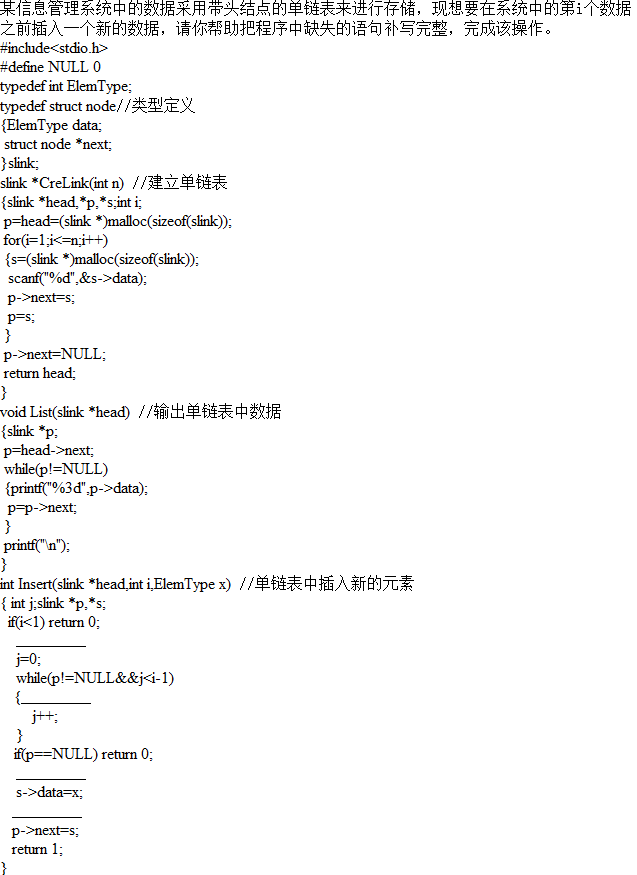 某信息管理系统中的数据采用带头结点的单链表来进行存储，现想要在系统中的第i个数据
之前插入一个新的数据，请你帮助把程序中缺失的语句补写完整，完成该操作。
#include<stdio.h>
#define NULL 0
typedef int ElemType;
typedef struct node//类型定义
{ElemType data;
struct node *next;
}slink;
slink *CreLink(int n)  //建立单链表
{slink *head,*p,*s;int i;
p=head=(slink *)malloc(sizeof(slink));
for(i=1;i<=n;i++)
{s=(slink *)malloc(sizeof(slink));
scanf("%d",&s->data);
p->next=s;
p=s;
}
p->next=NULL;
return head;
}
void List(slink *head)  //输出单链表中数据
{slink *p;
p=head->next;
while(p!=NULL)
{printf("%3d",p->data);
p=p->next;
}
printf("\n");
}
int Insert(slink *head,int i,ElemType x)  //单链表中插入新的元素
{ int j;slink *p,*s;
if(i<1) return 0;
_________
j=0;
while(p!=NULL&&j<i-1)
{_________
j++;
}
if(p==NULL) return 0;
_________
s->data=x;
_________
p->next=s;
return 1;
}